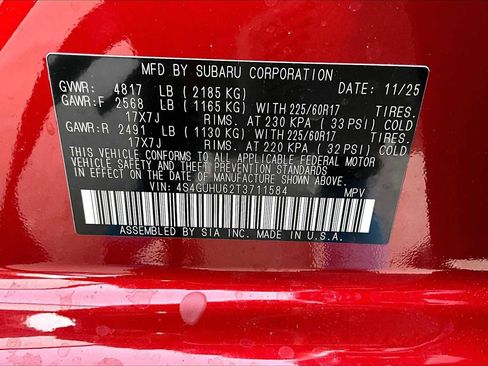 MFD BY SUBARU CORPORATION DATE: 11/25
GVWR: 4817 LB ( 2185 KG)
GAWR:F 2568 LB ( 1165 KG) WITH 225/60R17 TIRES.
17X7J RIMS. AT 230 KPA ( 33 PSI) COLD
GAWR:R 2491 LB ( 1130 KG) WITH 225/60R17 TIRES.
17X7J RIMS. AT 220 KPA ( 32 PSI) COLD
THIS VEHICLE CONFORMS TO ALL APPLICABLE FEDERAL MOTOR
VEHICLE SAFETY AND THEFT PREVENTION STANDARDS
IN EFFECT ON THE DATE OF MANUFACTURE SHOWN ABOVE.
VIN: 4S4GUHU62T3711584 MPV
ASSEMBLED BY SIA INC. MADE IN U.S.A.